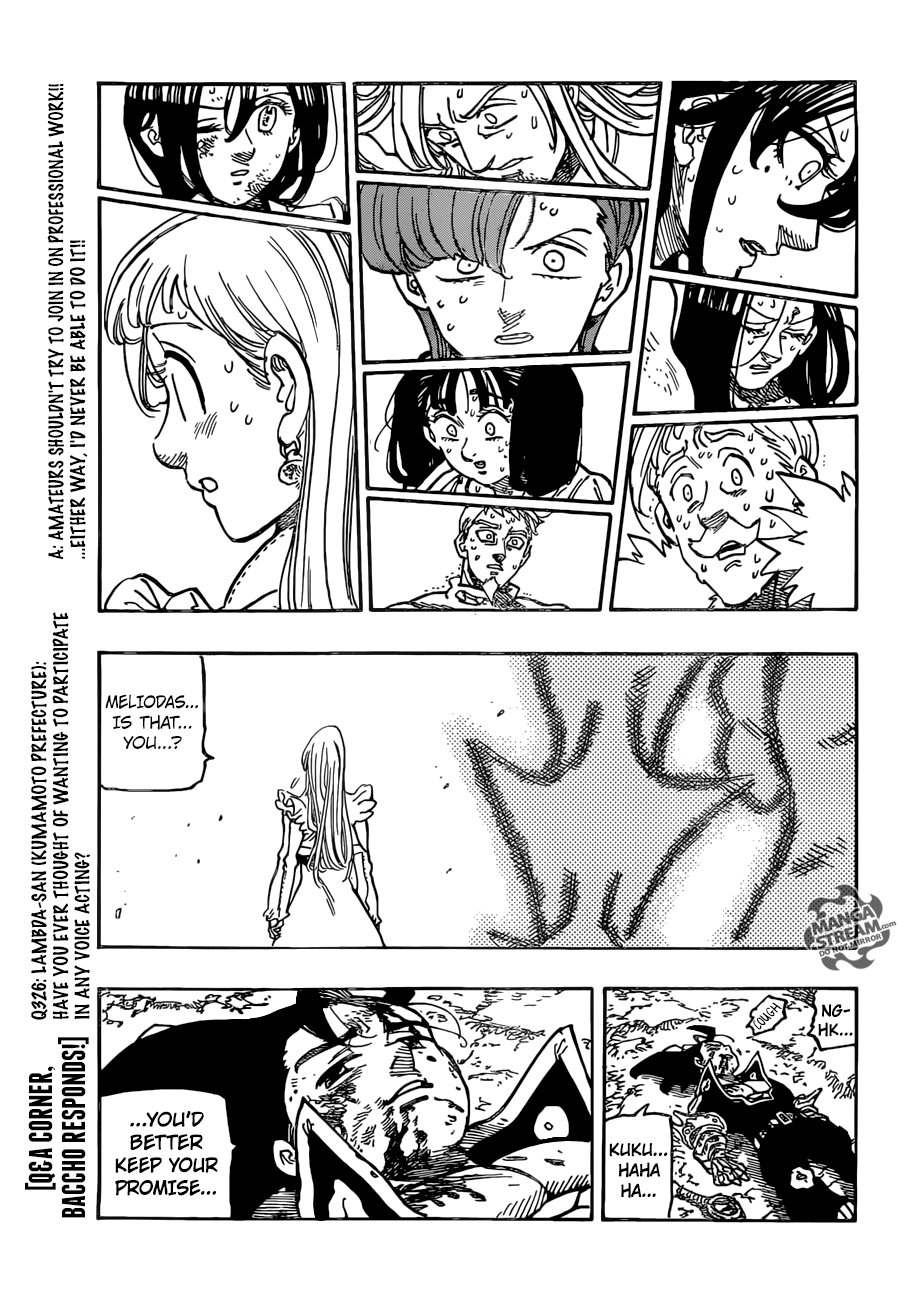 A: AMATEURS SHOULDN'T TRY TO JOIN IN ON PROFESSIONAL WORK!!
...EITHER WAY, I'D NEVER BE ABLE TO DO IT!!
MELIODAS...
IS THAT...
YOU...?
MANGA
STREAM.com
DO NOT MIRROR
NG-
HK...
COUGH
KUKU...
HAHA
HA...
...YOU'D
BETTER
KEEP YOUR
PROMISE...
[Q&A CORNER,
BACCHO RESPONDS!]
Q326: LAMBDA-SAN (KUMAMOTO PREFECTURE):
HAVE YOU EVER THOUGHT OF WANTING TO PARTICIPATE
IN ANY VOICE ACTING?